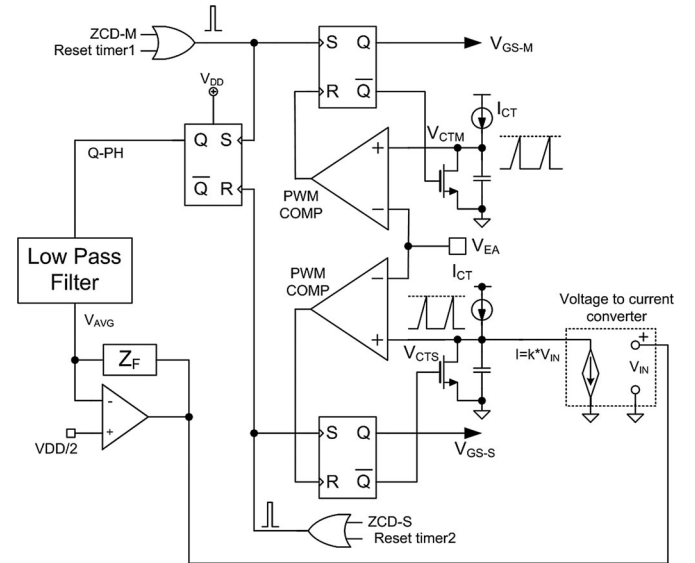 ZCD-M
Reset timer1
S Q
R Q
V_GS-M
V_DD
Q S
Q R
Q-PH
I_CT
V_CTM
PWM
COMP
V_EA
Low Pass
Filter
V_AVG
Z_F
-
+
VDD/2
PWM
COMP
I_CT
V_CTS
Voltage to current
converter
I=k*V_IN
+
V_IN
-
S Q
R Q
V_GS-S
ZCD-S
Reset timer2